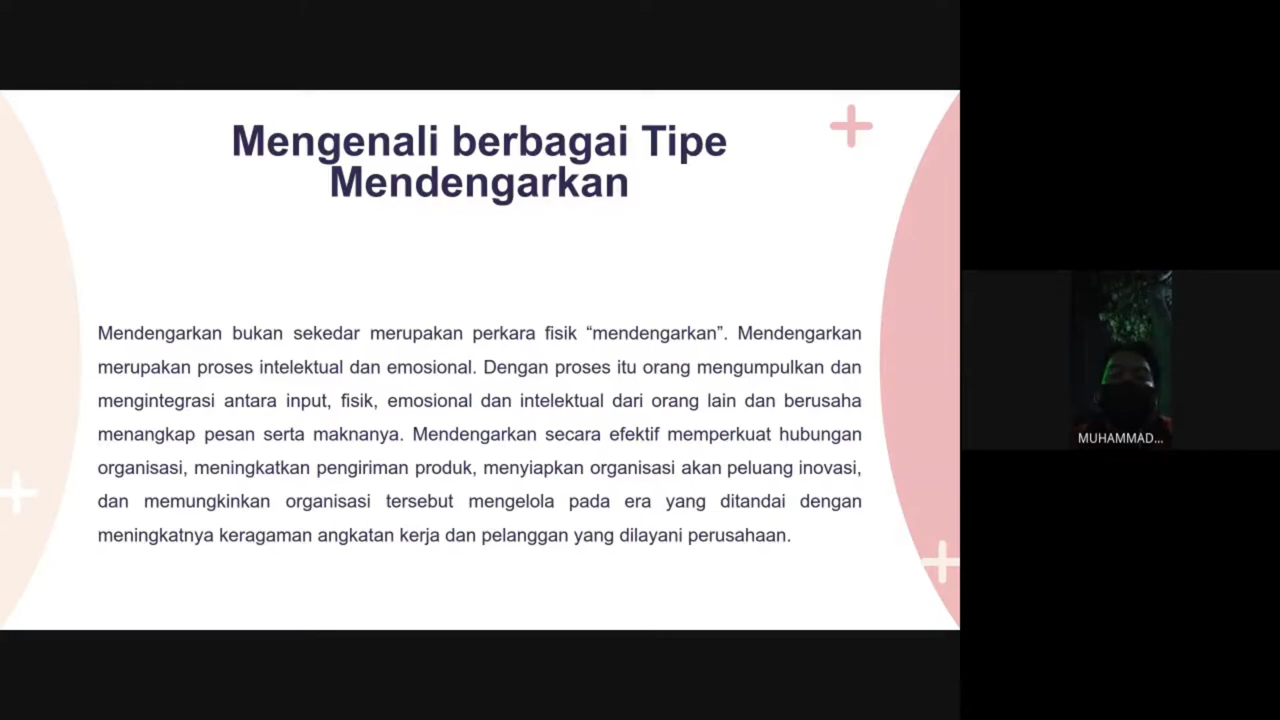 Mengenali berbagai Tipe
Mendengarkan
Mendengarkan bukan sekedar merupakan perkara fisik “mendengarkan”. Mendengarkan
merupakan proses intelektual dan emosional. Dengan proses itu orang mengumpulkan dan
mengintegrasi antara input, fisik, emosional dan intelektual dari orang lain dan berusaha
menangkap pesan serta maknanya. Mendengarkan secara efektif memperkuat hubungan
organisasi, meningkatkan pengiriman produk, menyiapkan organisasi akan peluang inovasi,
dan memungkinkan organisasi tersebut mengelola pada era yang ditandai dengan
meningkatnya keragaman angkatan kerja dan pelanggan yang dilayani perusahaan.
MUHAMMAD...